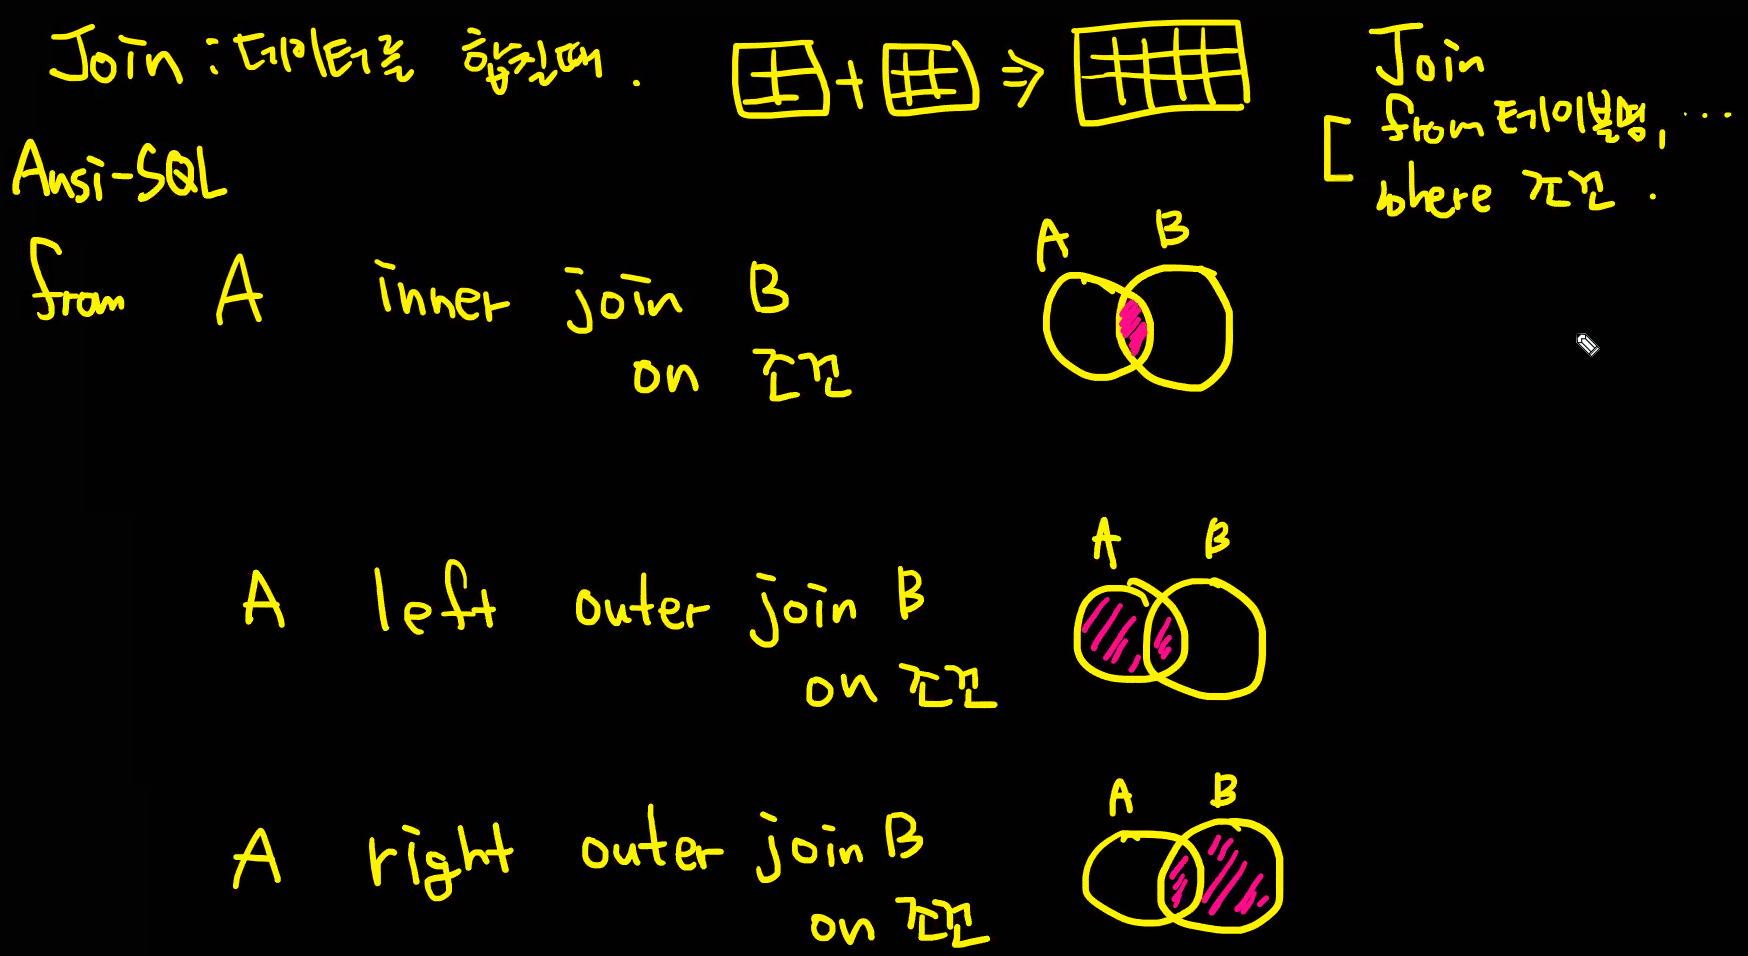 Join : 데이터를 합칠때 .
Join
from 테이블명, ...
where 조건 .
Ansi-SQL
A B
from A inner join B
on 조건
A B
A left outer join B
on 조건
A B
A right outer join B
on 조건